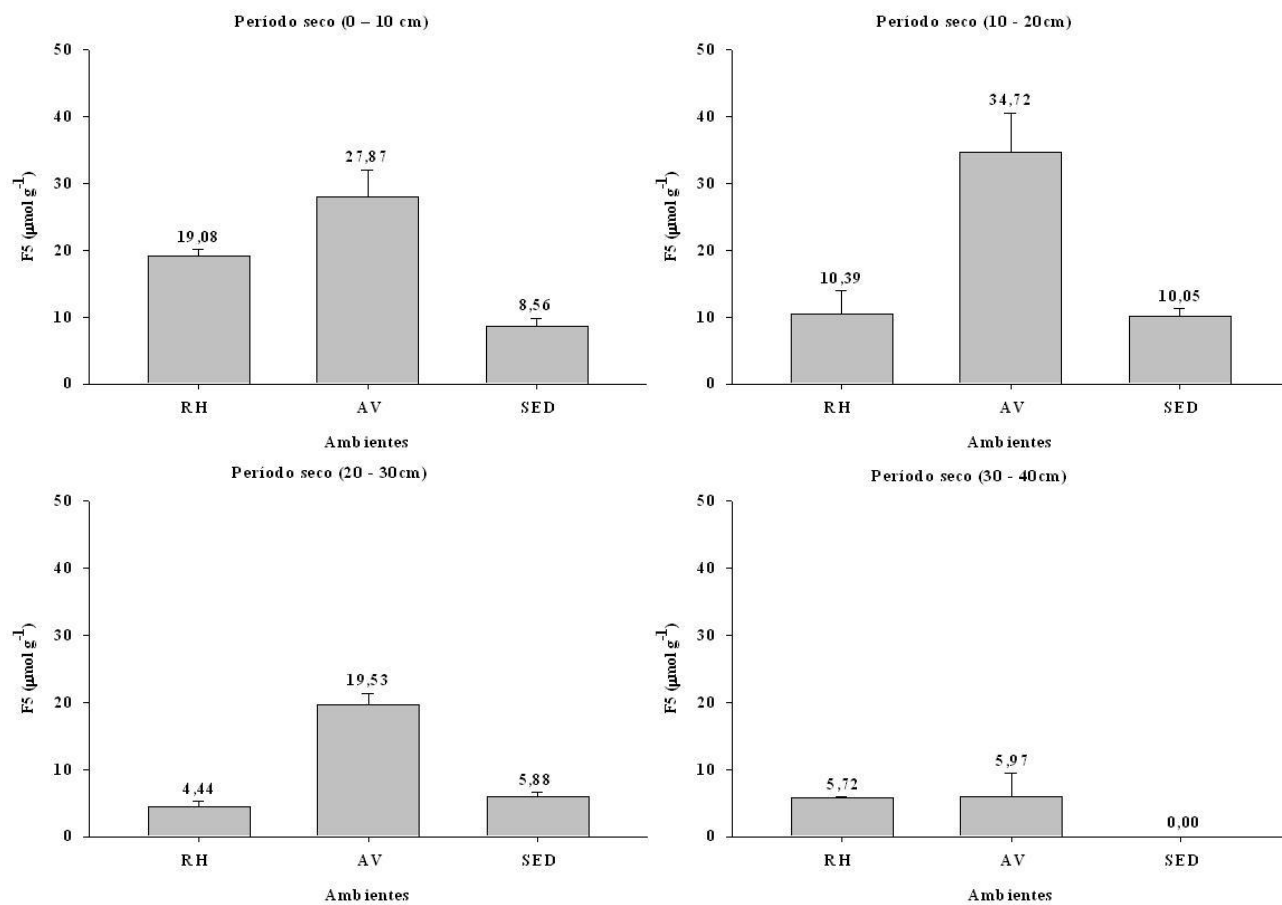 Período seco (0 – 10 cm)
50
40
30
20
10
0
F5 (µmol g⁻¹)
19,08
27,87
8,56
RH AV SED
Ambientes
Período seco (10 - 20cm)
50
40
30
20
10
0
F5 (µmol g⁻¹)
10,39
34,72
10,05
RH AV SED
Ambientes
Período seco (20 - 30cm)
50
40
30
20
10
0
F5 (µmol g⁻¹)
4,44
19,53
5,88
RH AV SED
Ambientes
Período seco (30 - 40cm)
50
40
30
20
10
0
F5 (µmol g⁻¹)
5,72
5,97
0,00
RH AV SED
Ambientes